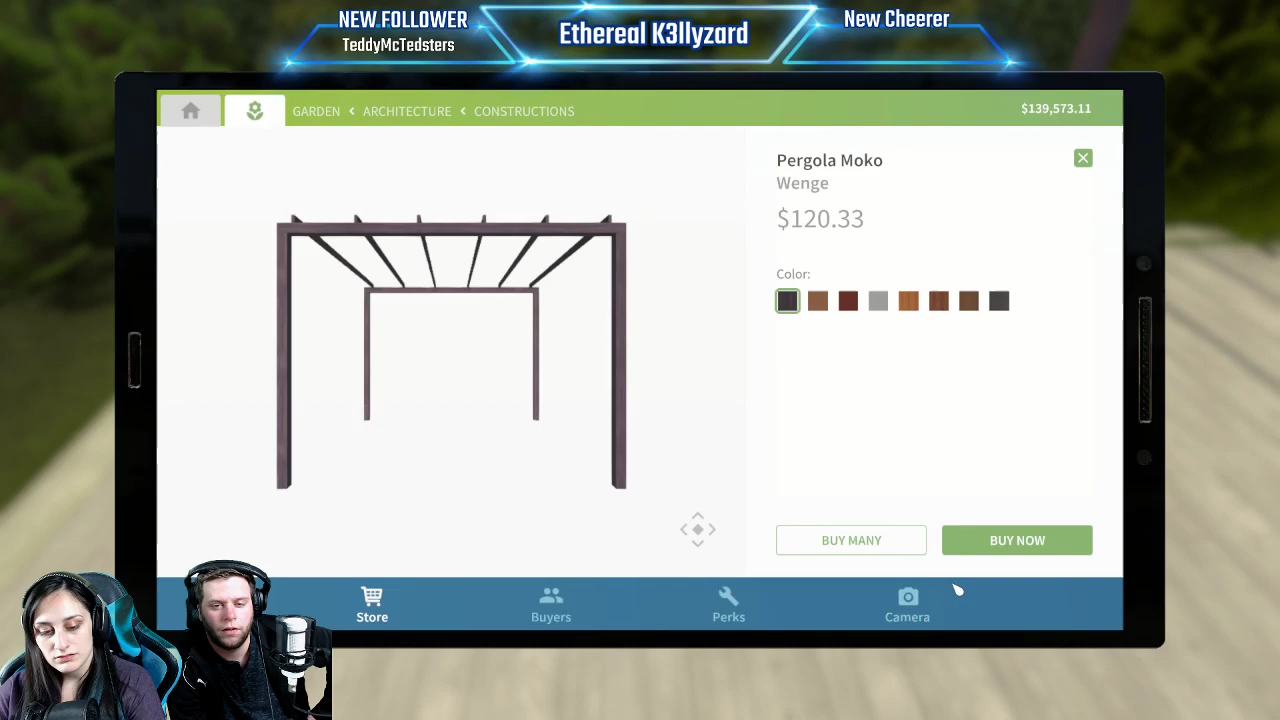 NEW FOLLOWER
TeddyMcTedsters
Ethereal K3llyzard
New Cheerer
GARDEN < ARCHITECTURE < CONSTRUCTIONS
$139,573.11
Pergola Moko
Wenge
$120.33
Color:
BUY MANY
BUY NOW
Store
Buyers
Perks
Camera